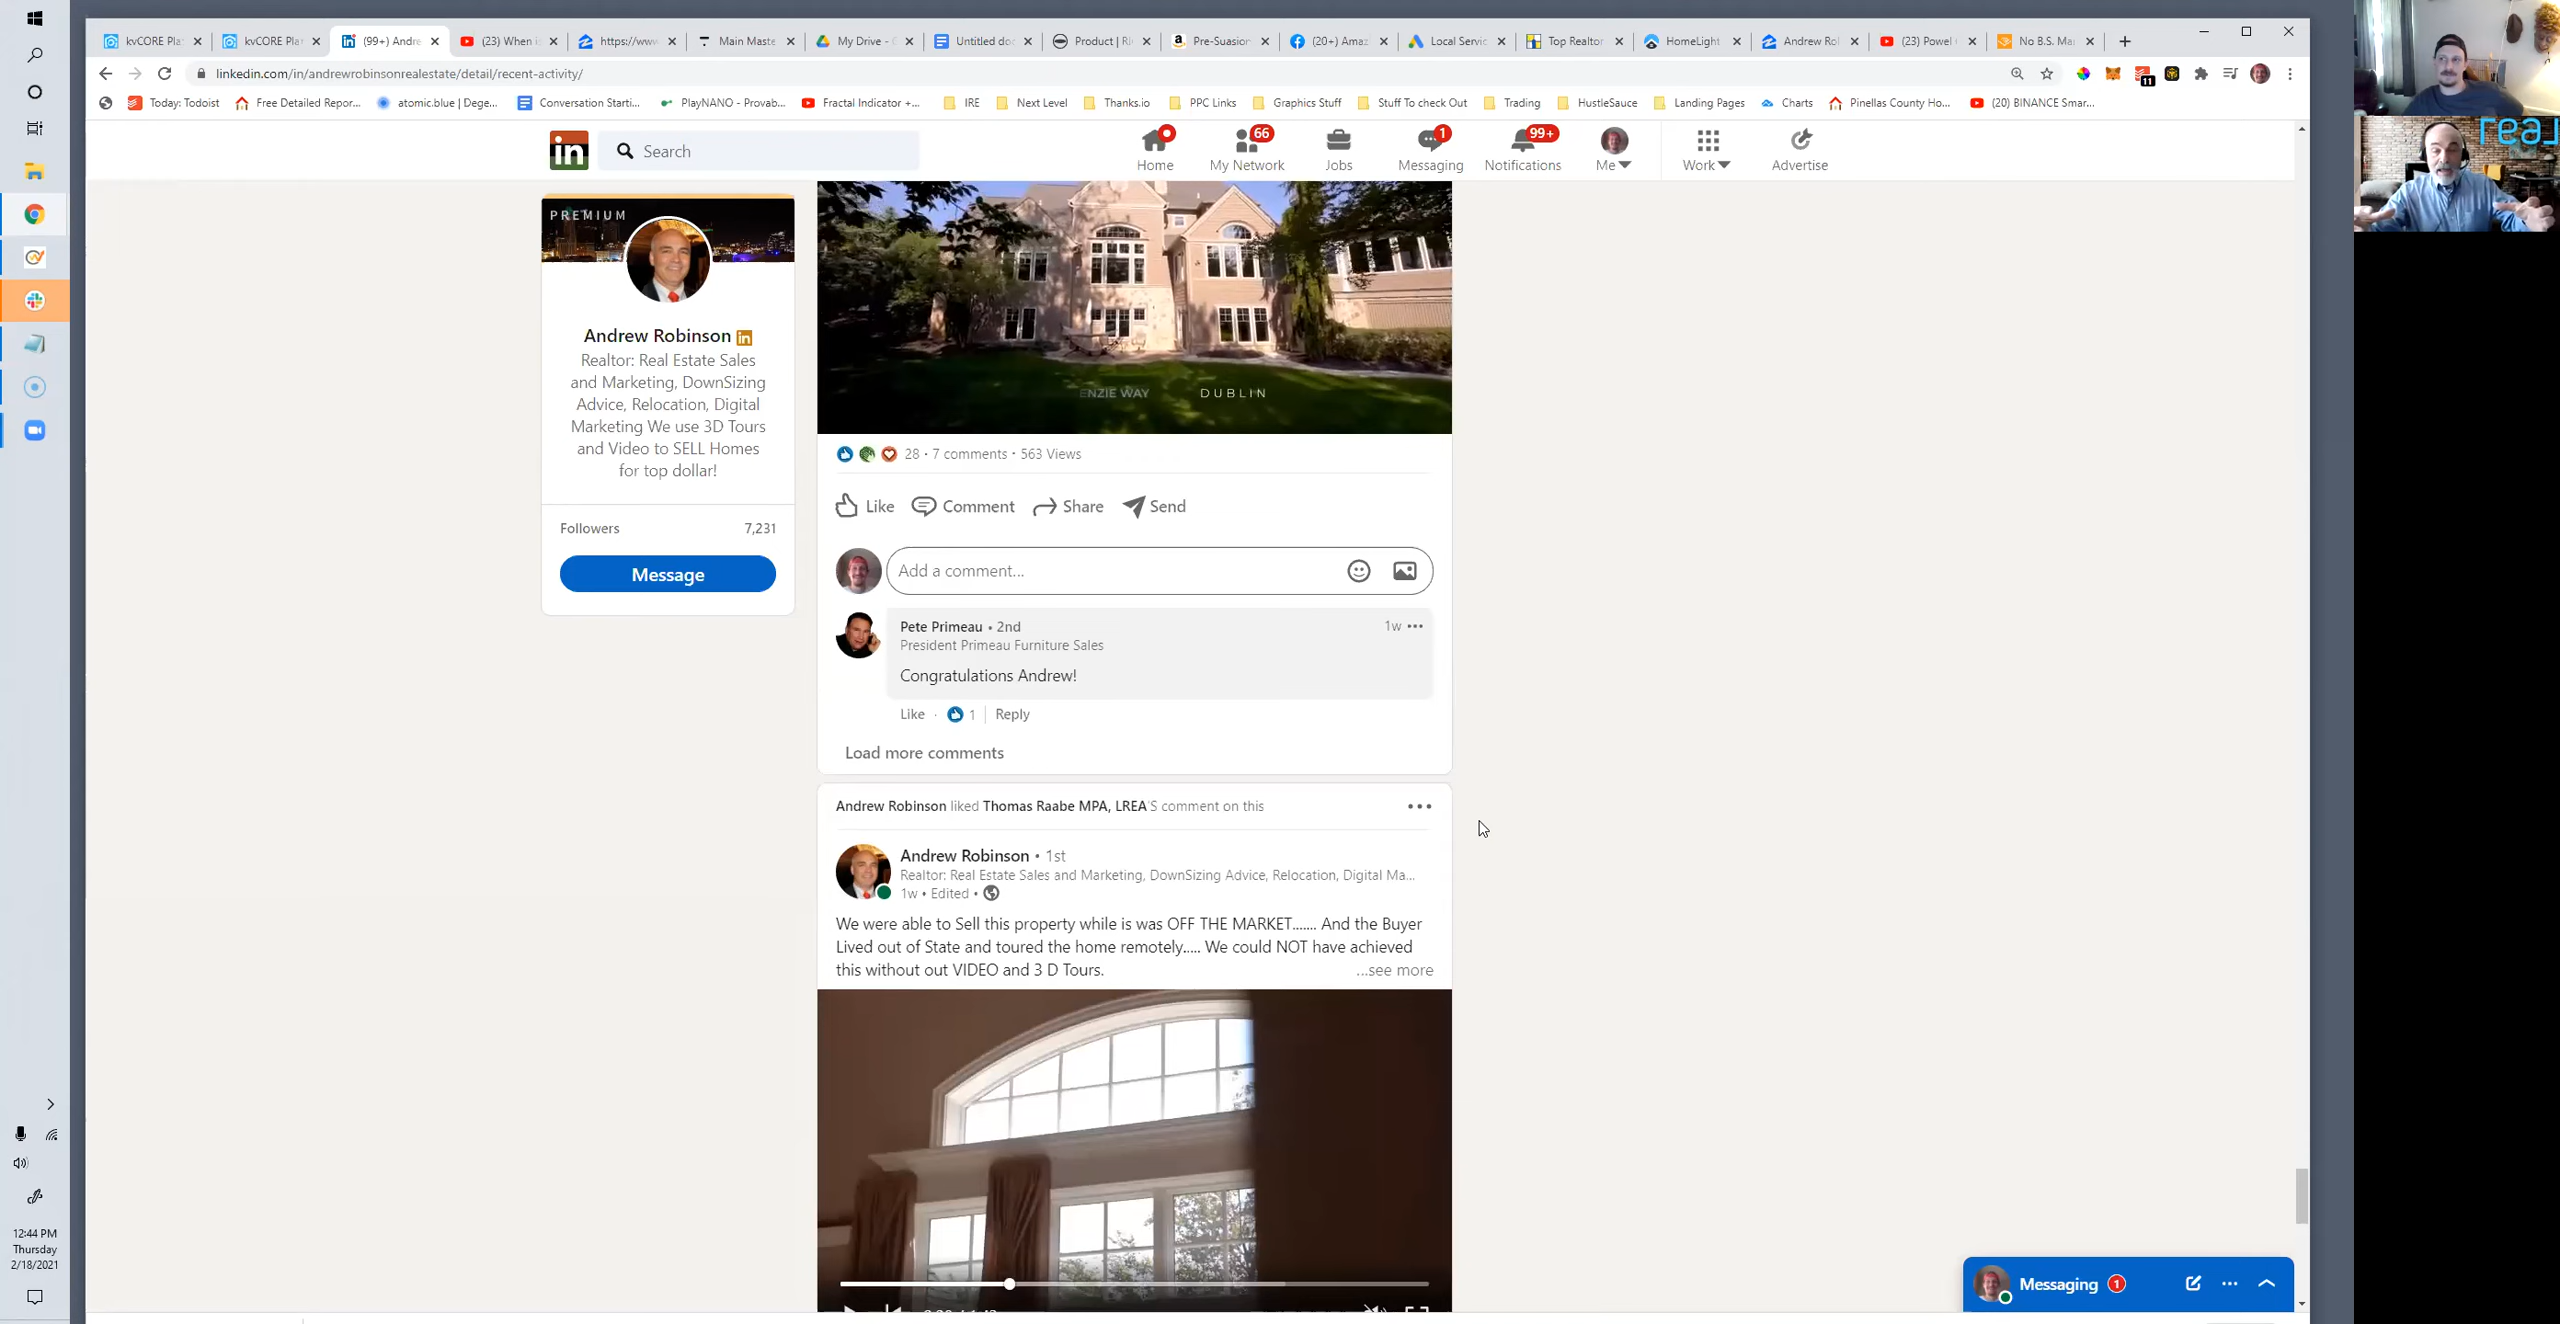 kvCORE Pla
kvCORE Pla
(99+) Andre
(23) When i
https://www
Main Maste
My Drive - G
Untitled doc
Product | Ri
Pre-Suasion
(20+) Amaz
Local Servic
Top Realtor
HomeLight
Andrew Rol
(23) Powel
No B.S. Mar
linkedin.com/in/andrewrobinsonrealestate/detail/recent-activity/
11
Today: Todoist
Free Detailed Repor...
atomic.blue | Dege...
Conversation Starti...
PlayNANO - Provab...
Fractal Indicator +...
IRE
Next Level
Thanks.io
PPC Links
Graphics Stuff
Stuff To check Out
Trading
HustleSauce
Landing Pages
Charts
Pinellas County Ho...
(20) BINANCE Smar...
in
Search
Home
66
My Network
Jobs
1
Messaging
99+
Notifications
Me
Work
Advertise
PREMIUM
Andrew Robinson in
Realtor: Real Estate Sales
and Marketing, DownSizing
Advice, Relocation, Digital
Marketing We use 3D Tours
and Video to SELL Homes
for top dollar!
Followers 7,231
Message
ENZIE WAY DUBLIN
28 • 7 comments • 563 Views
Like Comment Share Send
Add a comment...
Pete Primeau • 2nd 1w
President Primeau Furniture Sales
Congratulations Andrew!
Like · 1 | Reply
Load more comments
Andrew Robinson liked Thomas Raabe MPA, LREA'S comment on this
Andrew Robinson • 1st
Realtor: Real Estate Sales and Marketing, DownSizing Advice, Relocation, Digital Ma...
1w • Edited •
We were able to Sell this property while is was OFF THE MARKET....... And the Buyer
Lived out of State and toured the home remotely..... We could NOT have achieved
this without out VIDEO and 3 D Tours. ...see more
Messaging 1
12:44 PM
Thursday
2/18/2021
real